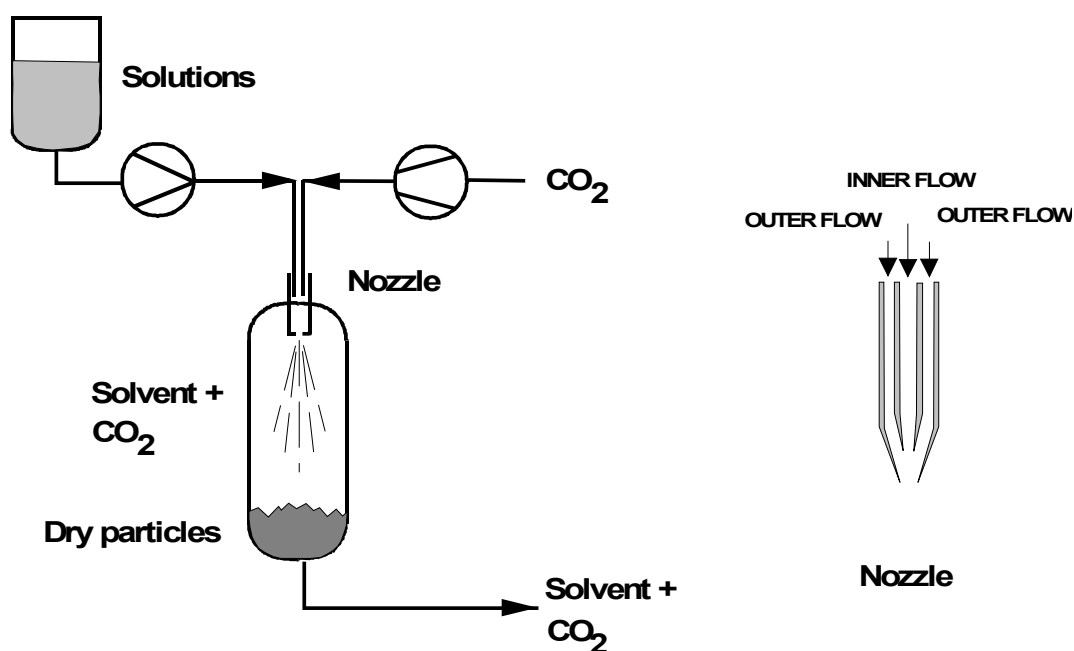 Solutions
CO2
Nozzle
Solvent +
CO2
Dry particles
Solvent +
CO2
INNER FLOW
OUTER FLOW
OUTER FLOW
Nozzle